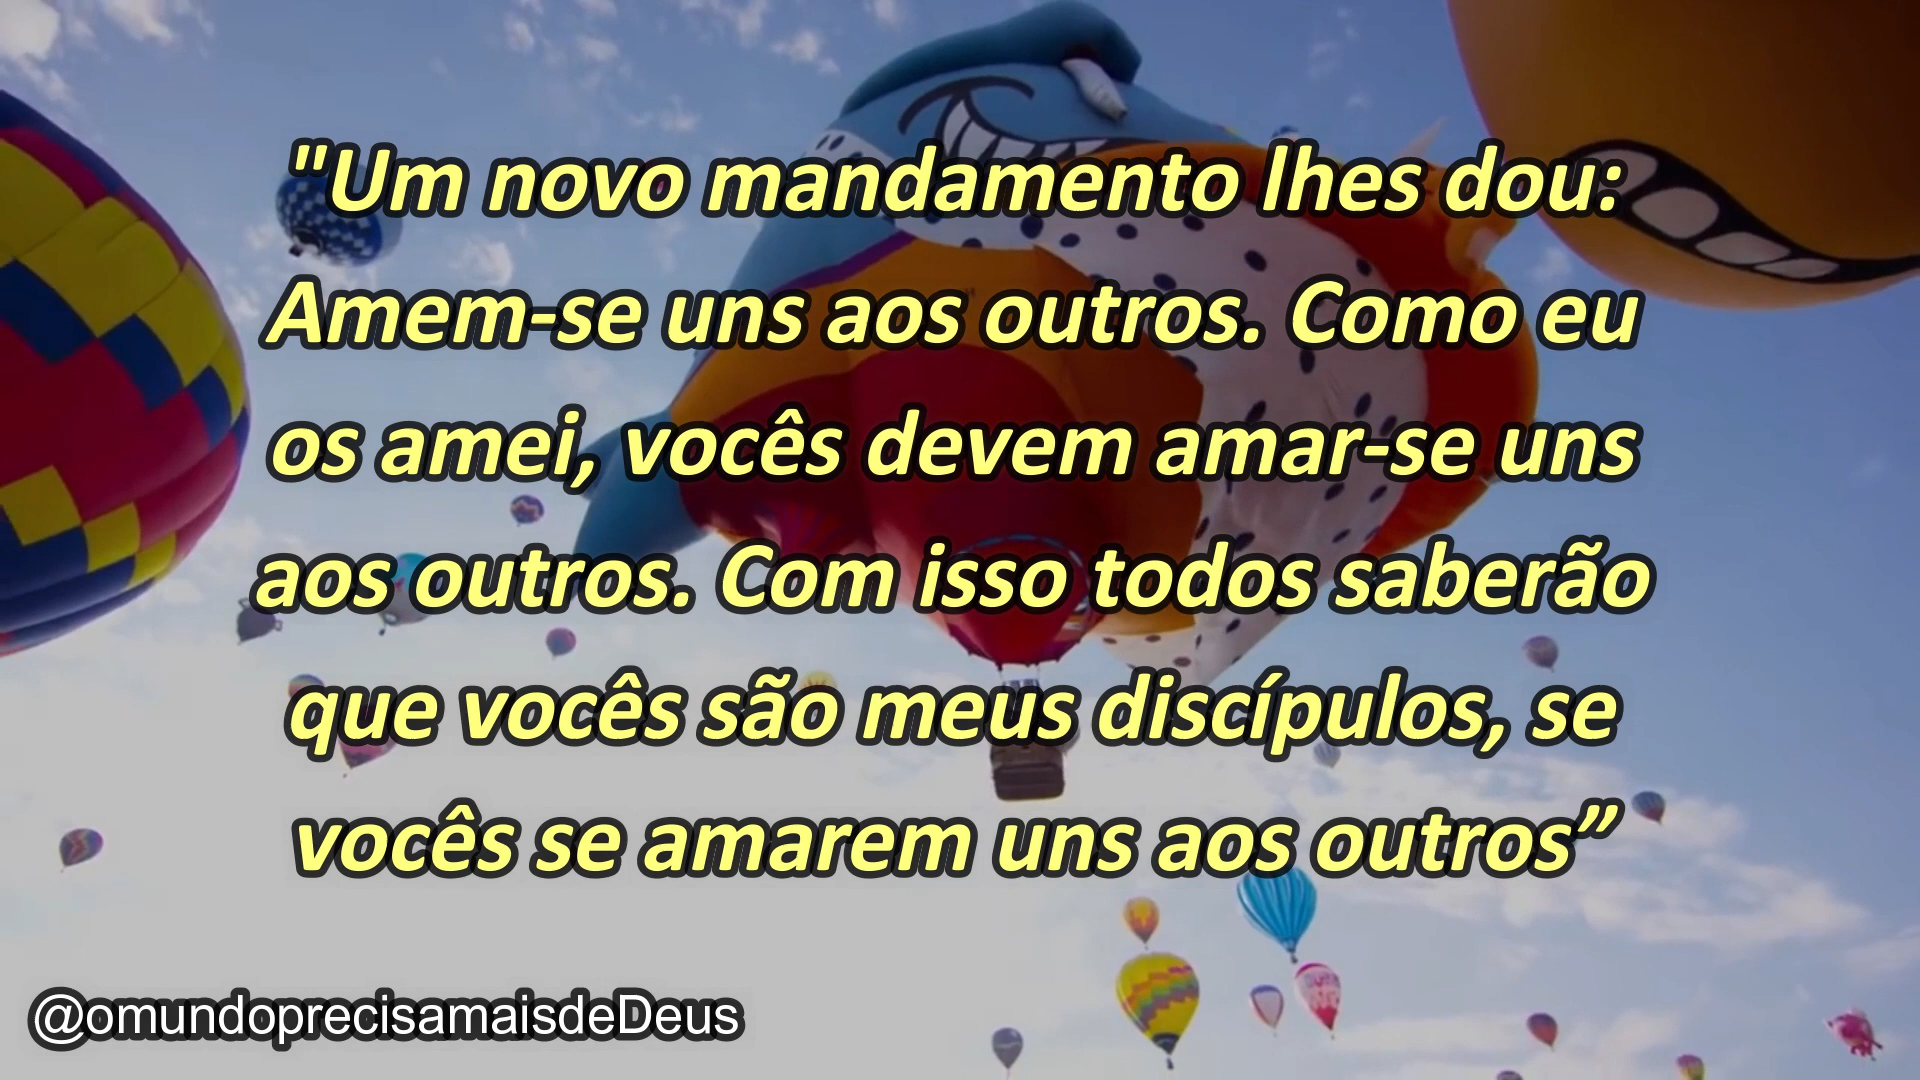 "Um novo mandamento lhes dou:
Amem-se uns aos outros. Como eu
os amei, vocês devem amar-se uns
aos outros. Com isso todos saberão
que vocês são meus discípulos, se
vocês se amarem uns aos outros”
@omundoprecisamaisdeDeus